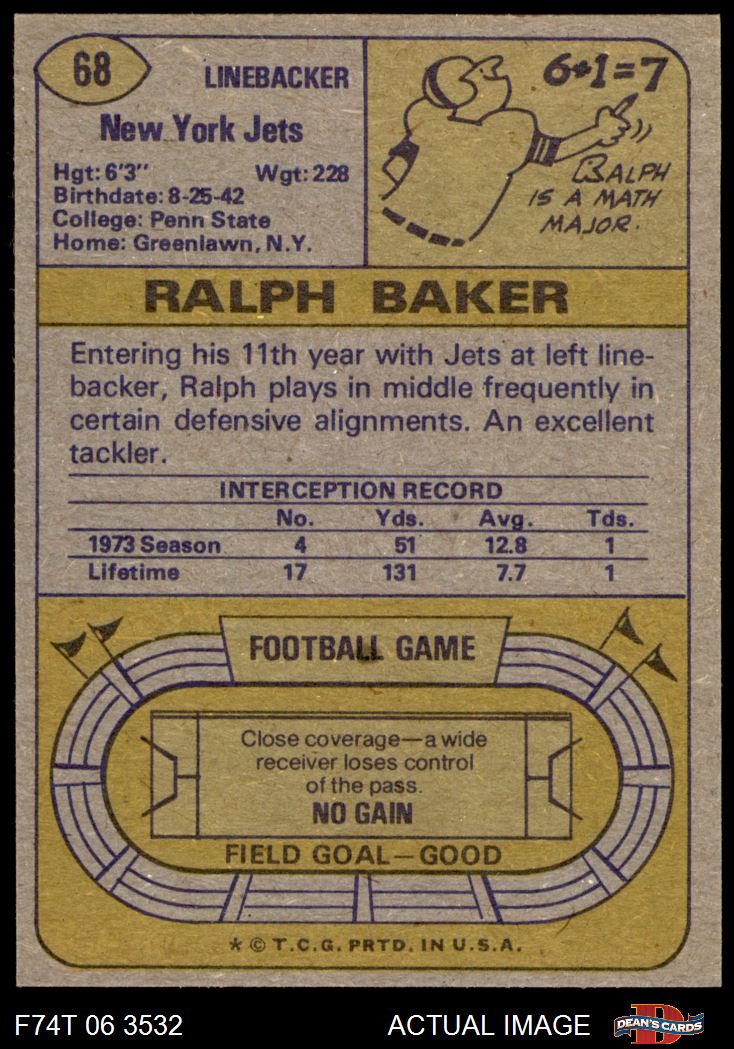 68
LINEBACKER
New York Jets
Hgt: 6'3" Wgt: 228
Birthdate: 8-25-42
College: Penn State
Home: Greenlawn, N.Y.
6+1=7
RALPH
IS A MATH
MAJOR.
RALPH BAKER
Entering his 11th year with Jets at left line-
backer, Ralph plays in middle frequently in
certain defensive alignments. An excellent
tackler.
INTERCEPTION RECORD
No. Yds. Avg. Tds.
1973 Season 4 51 12.8 1
Lifetime 17 131 7.7 1
FOOTBALL GAME
Close coverage—a wide
receiver loses control
of the pass.
NO GAIN
FIELD GOAL—GOOD
* © T.C.G. PRTD. IN U.S.A.
F74T 06 3532 ACTUAL IMAGE
D
DEAN'S CARDS